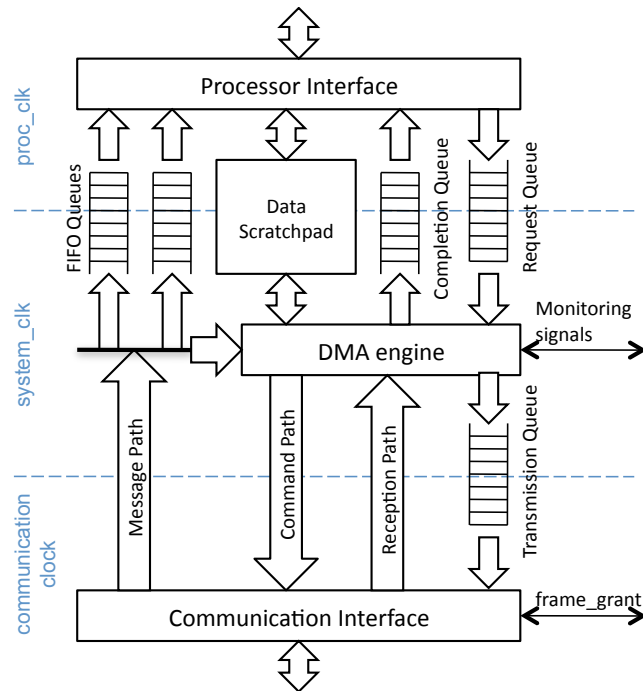 Processor Interface
proc_clk
FIFO Queues
Data
Scratchpad
Completion Queue
Request Queue
system_clk
DMA engine
Monitoring
signals
Message Path
Command Path
Reception Path
Transmission Queue
communication
clock
Communication Interface
frame_grant